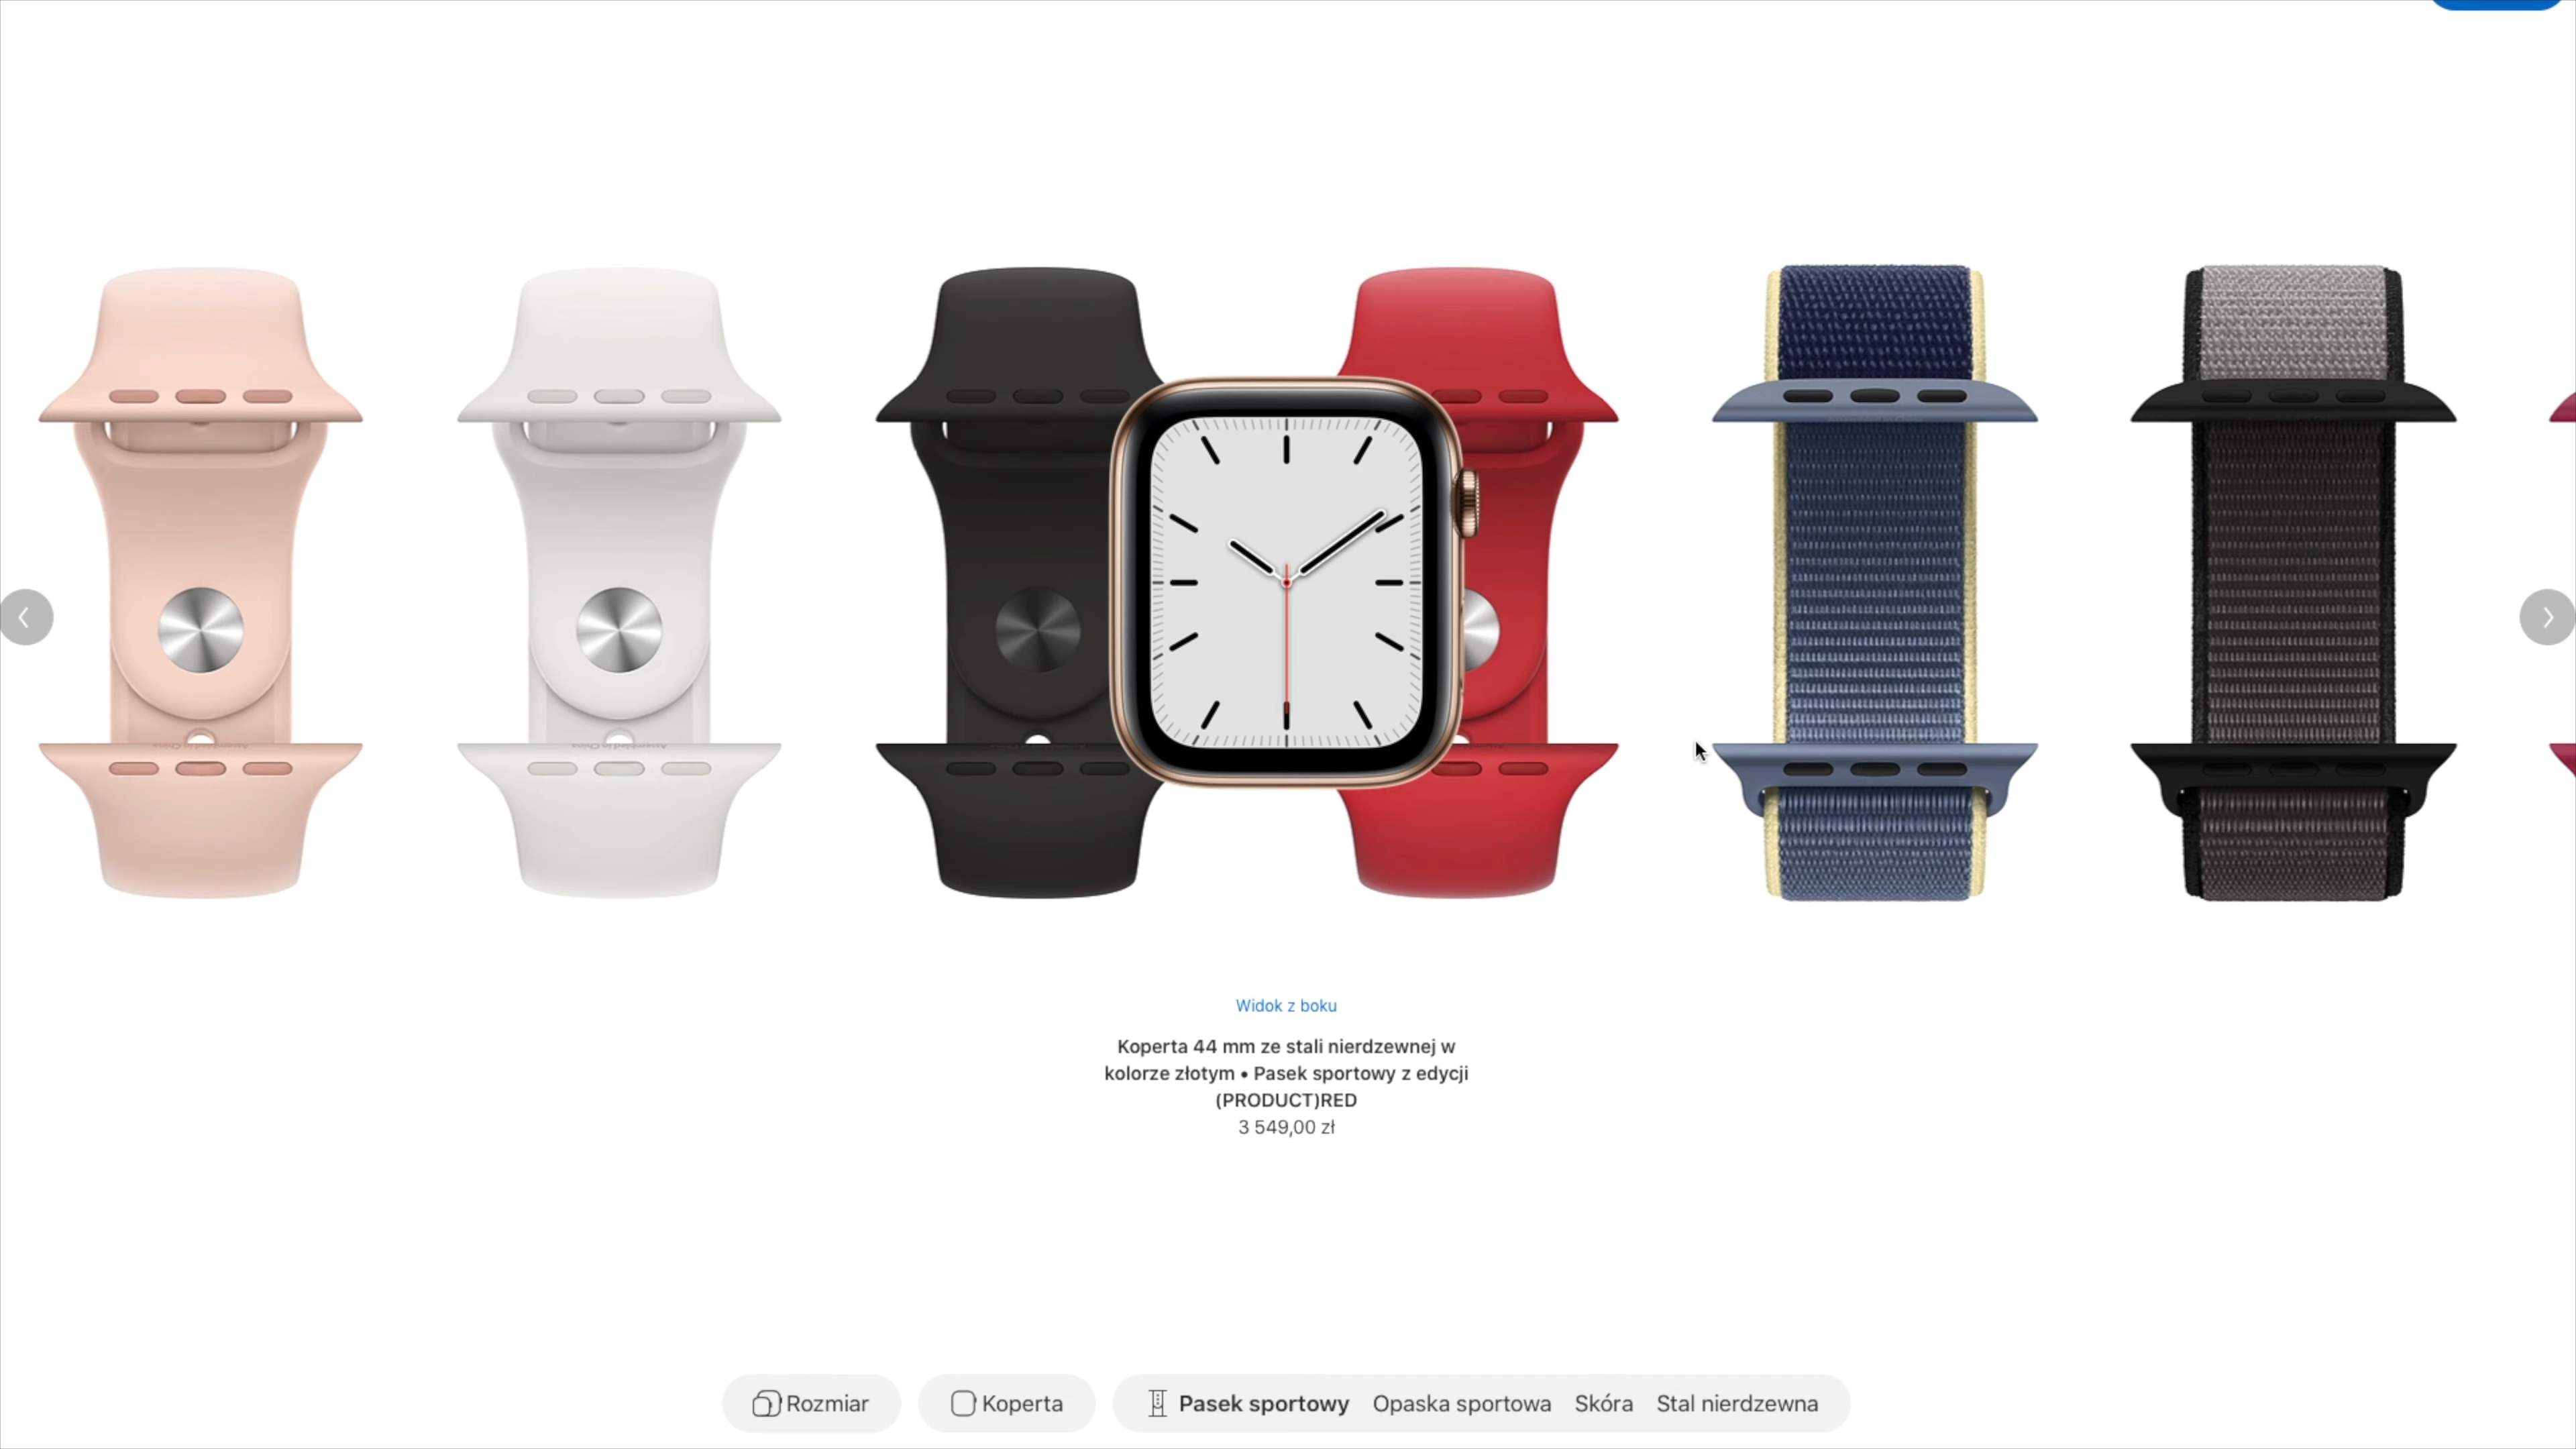 Widok z boku
Koperta 44 mm ze stali nierdzewnej w
kolorze złotym • Pasek sportowy z edycji
(PRODUCT)RED
3 549,00 zł
Rozmiar
Koperta
Pasek sportowy Opaska sportowa Skóra Stal nierdzewna